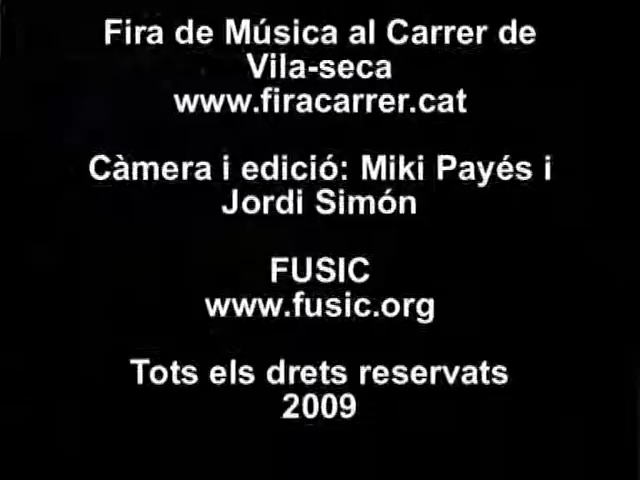 Fira de Música al Carrer de
Vila-seca
www.firacarrer.cat
Càmera i edició: Miki Payés i
Jordi Simón
FUSIC
www.fusic.org
Tots els drets reservats
2009